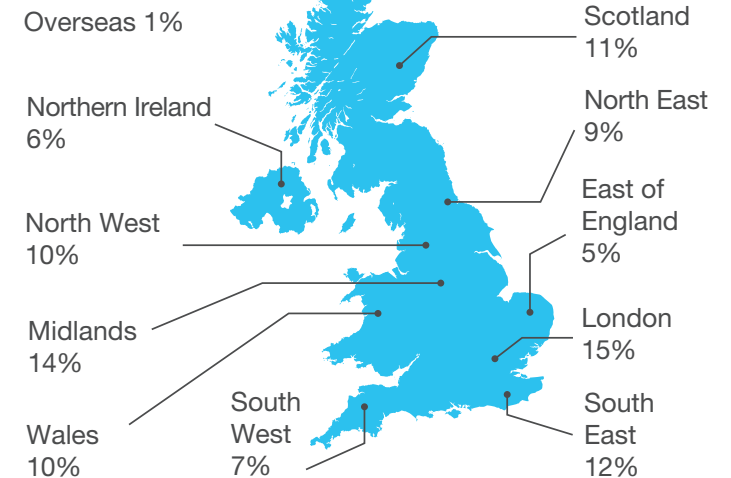 Overseas 1%
Scotland
11%
Northern Ireland
6%
North East
9%
North West
10%
East of
England
5%
Midlands
14%
London
15%
Wales
10%
South
West
7%
South
East
12%